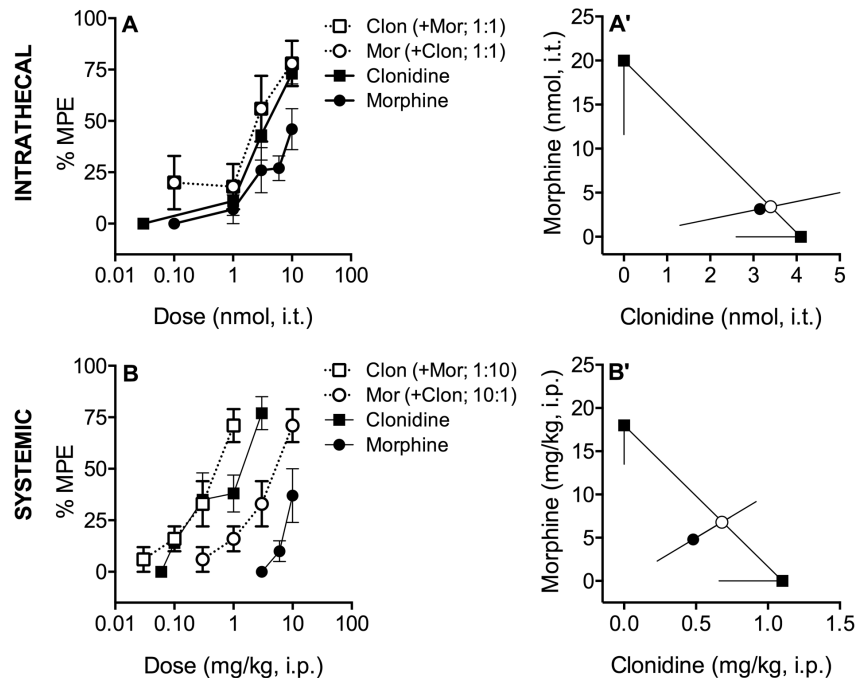 INTRATHECAL
A
100
75
50
25
0
% MPE
0.01 0.10 1 10 100
Dose (nmol, i.t.)
Clon (+Mor; 1:1)
Mor (+Clon; 1:1)
Clonidine
Morphine
A'
25
20
15
10
5
0
Morphine (nmol, i.t.)
0 1 2 3 4 5
Clonidine (nmol, i.t.)
SYSTEMIC
B
100
75
50
25
0
% MPE
0.01 0.10 1 10 100
Dose (mg/kg, i.p.)
Clon (+Mor; 1:10)
Mor (+Clon; 10:1)
Clonidine
Morphine
B'
25
20
15
10
5
0
Morphine (mg/kg, i.p.)
0.0 0.5 1.0 1.5
Clonidine (mg/kg, i.p.)